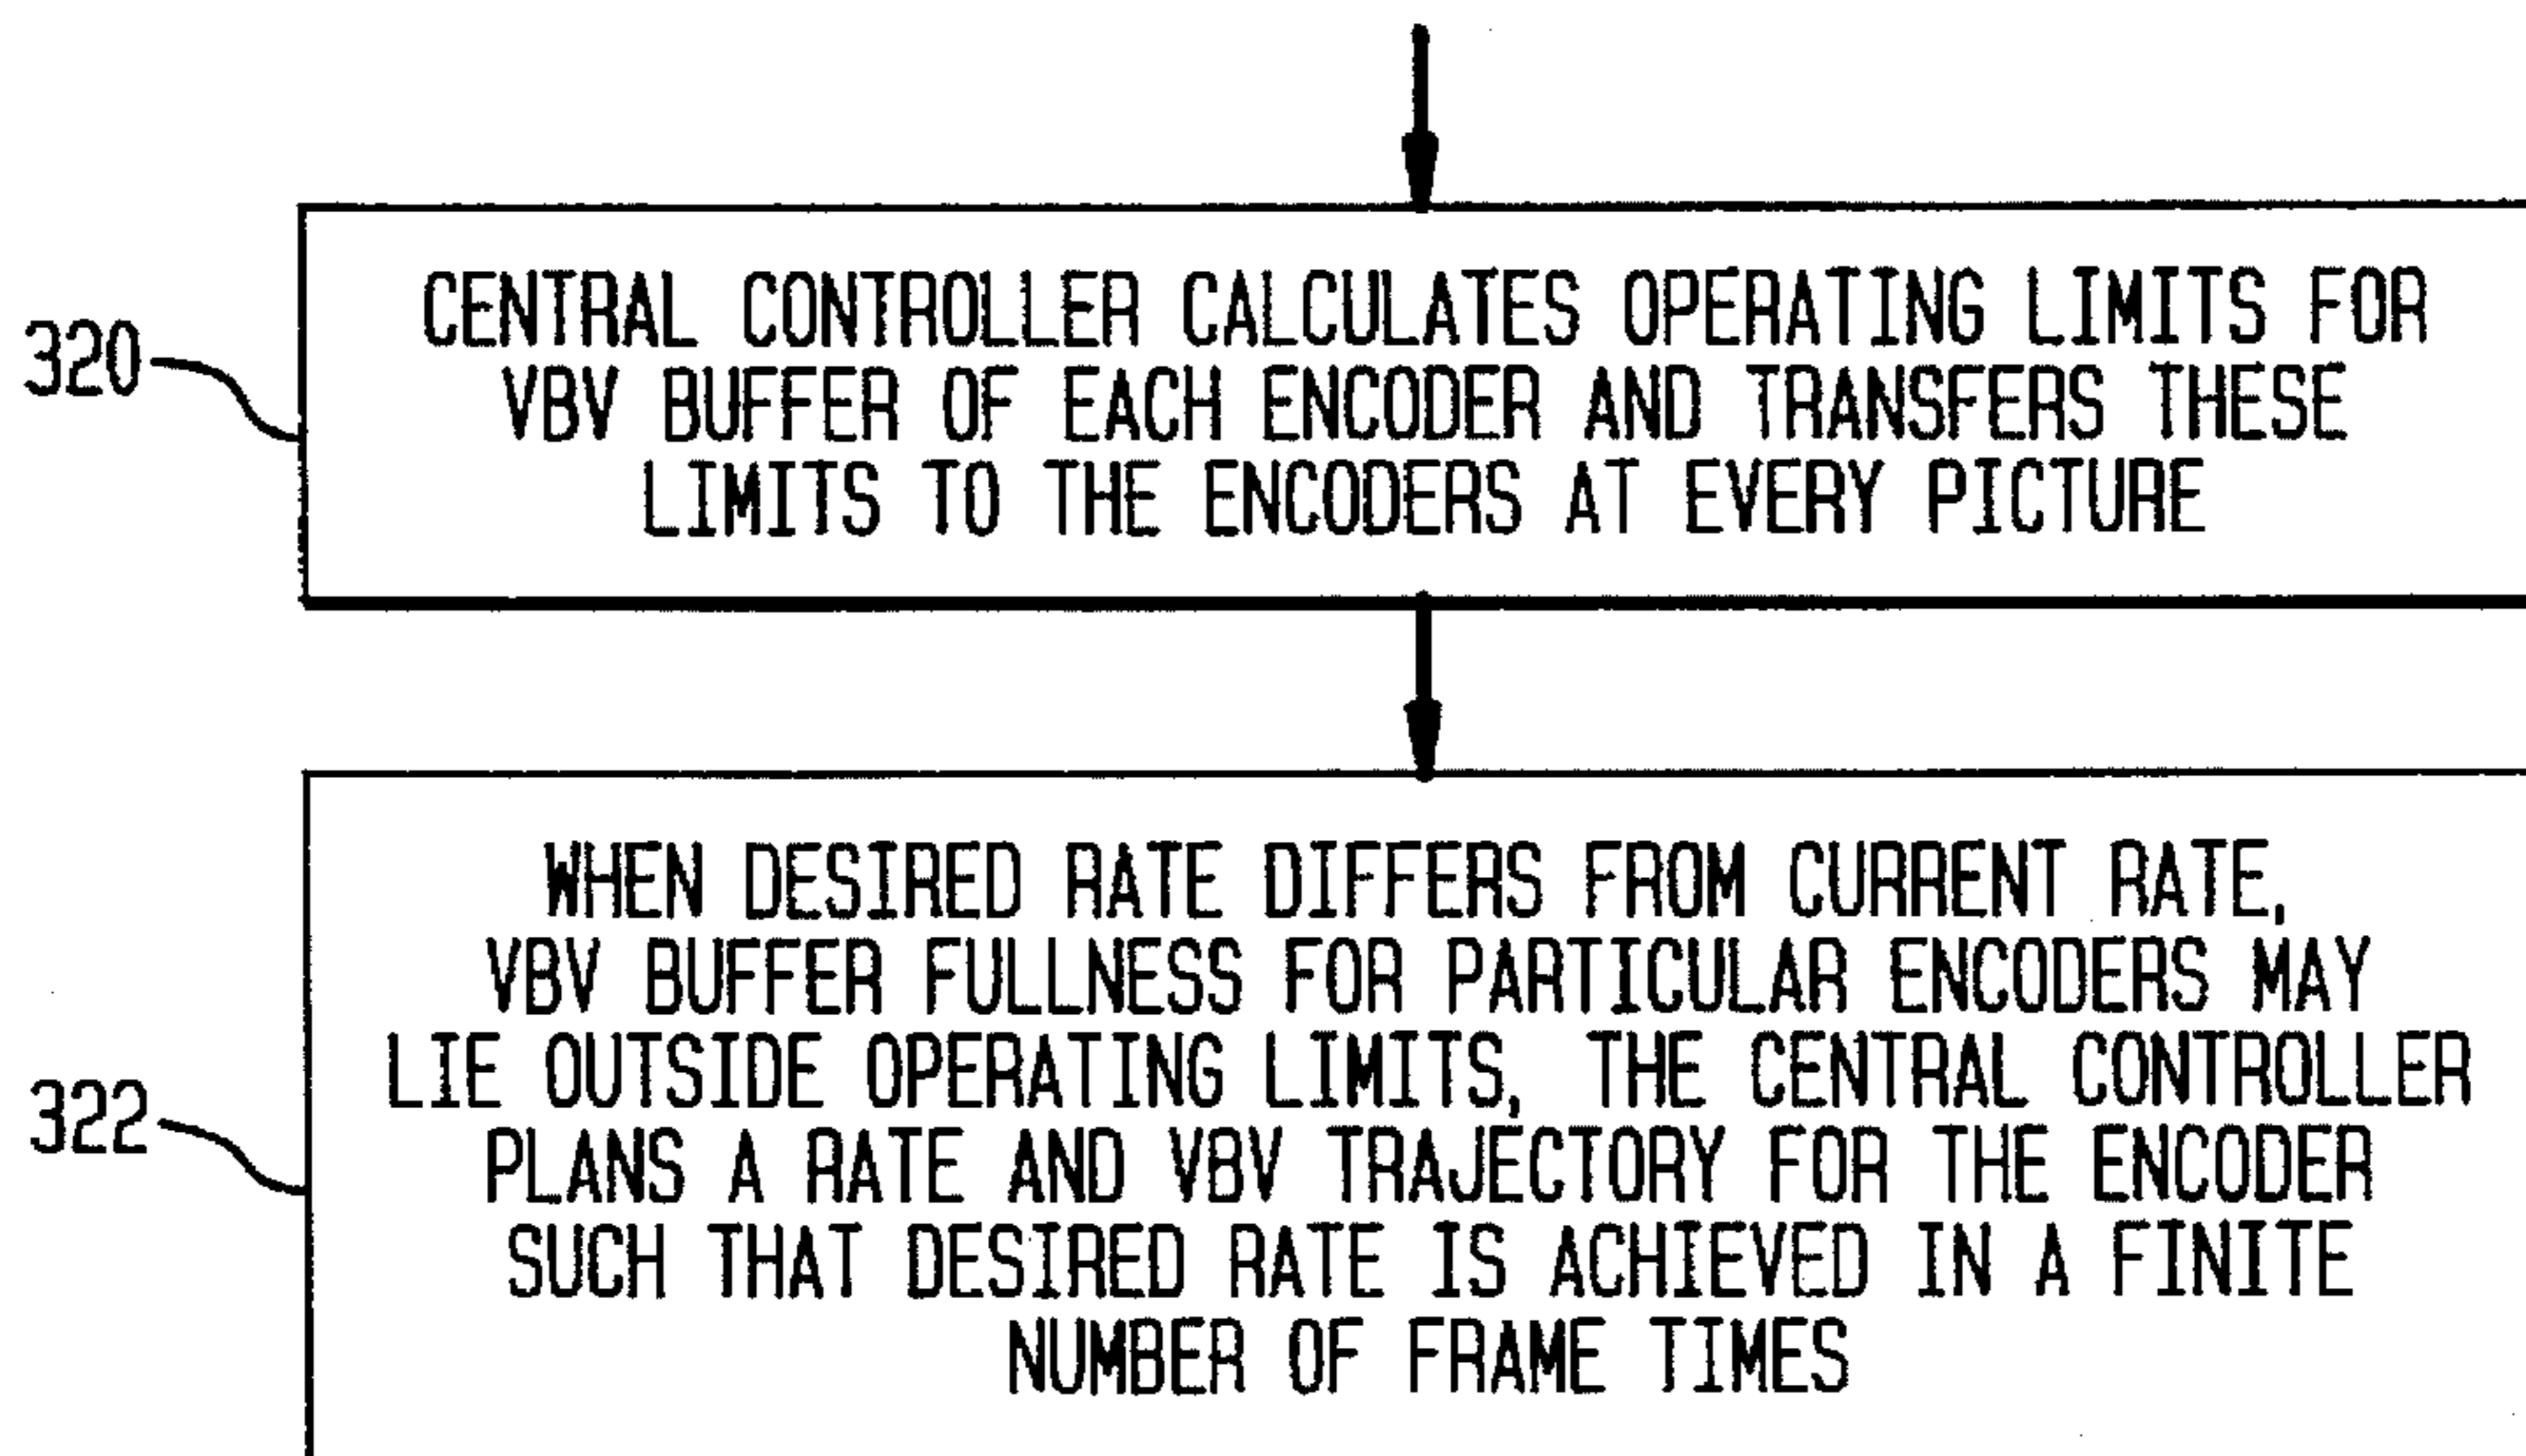 320
CENTRAL CONTROLLER CALCULATES OPERATING LIMITS FOR
VBV BUFFER OF EACH ENCODER AND TRANSFERS THESE
LIMITS TO THE ENCODERS AT EVERY PICTURE
322
WHEN DESIRED RATE DIFFERS FROM CURRENT RATE,
VBV BUFFER FULLNESS FOR PARTICULAR ENCODERS MAY
LIE OUTSIDE OPERATING LIMITS, THE CENTRAL CONTROLLER
PLANS A RATE AND VBV TRAJECTORY FOR THE ENCODER
SUCH THAT DESIRED RATE IS ACHIEVED IN A FINITE
NUMBER OF FRAME TIMES